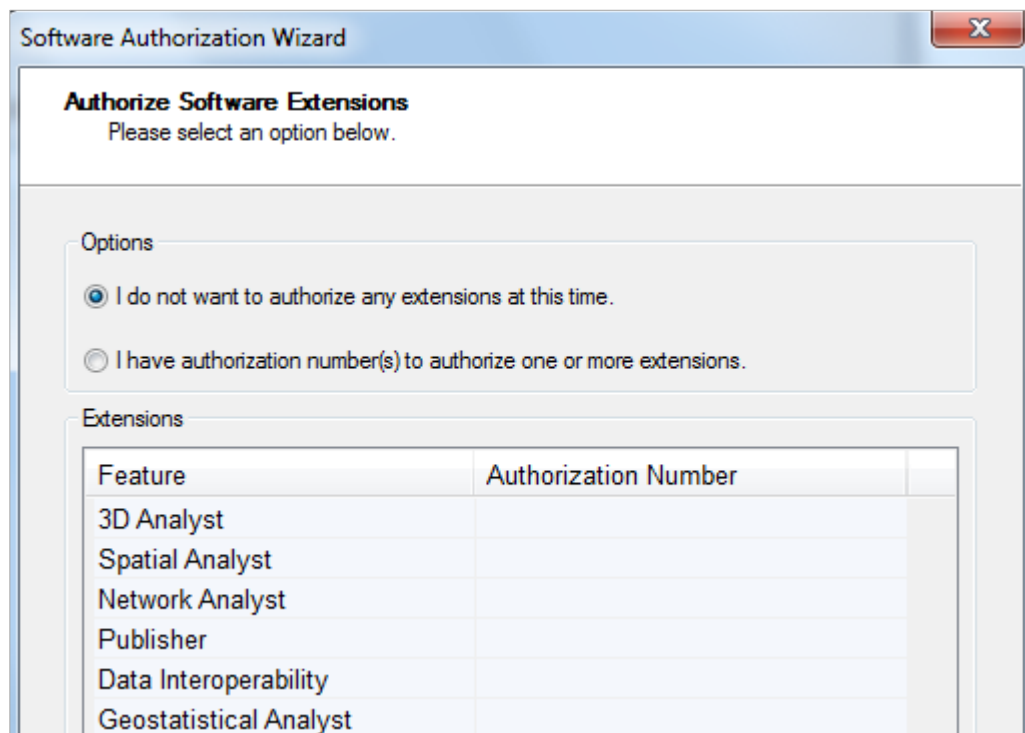 Software Authorization Wizard
Authorize Software Extensions
Please select an option below.
Options
I do not want to authorize any extensions at this time.
I have authorization number(s) to authorize one or more extensions.
Extensions
Feature Authorization Number
3D Analyst
Spatial Analyst
Network Analyst
Publisher
Data Interoperability
Geostatistical Analyst